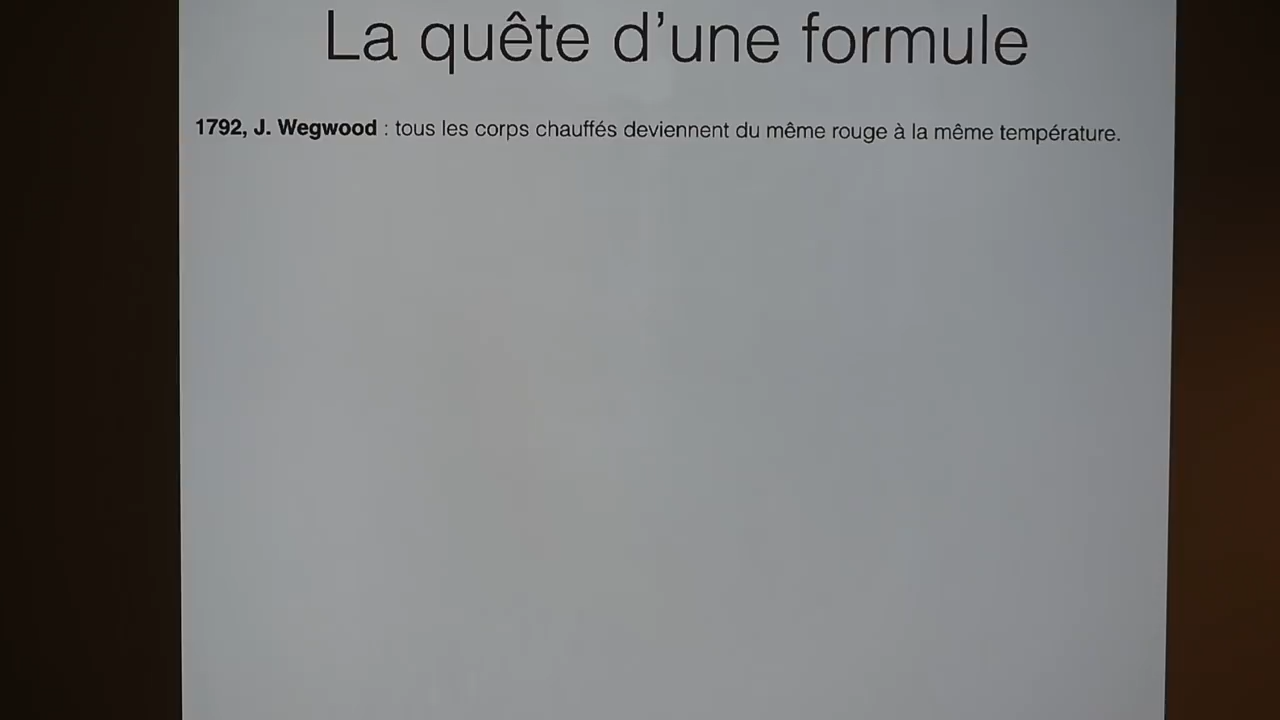 La quête d’une formule
1792, J. Wegwood : tous les corps chauffés deviennent du même rouge à la même température.